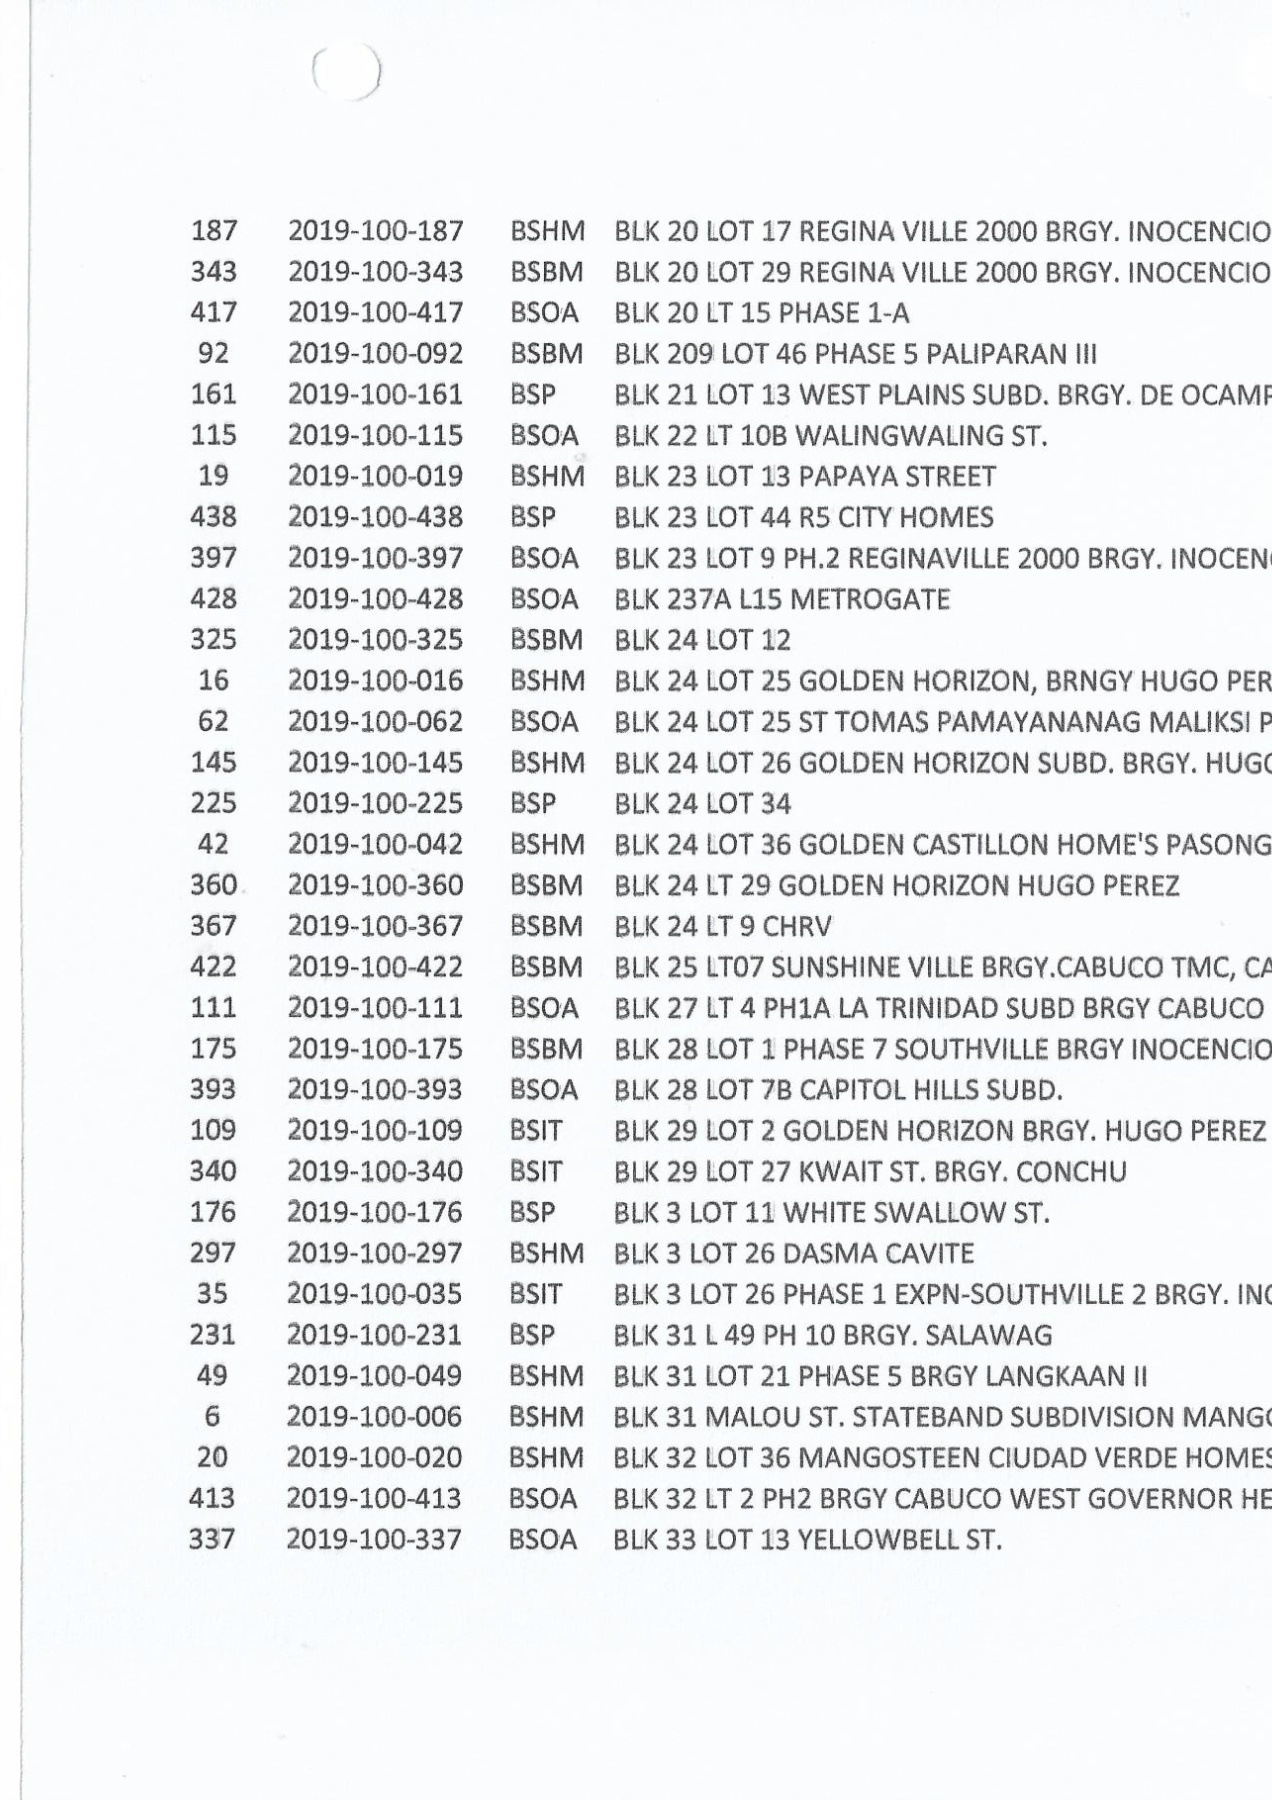 187 2019-100-187 BSHM BLK 20 LOT 17 REGINA VILLE 2000 BRGY. INOCENCIO
343 2019-100-343 BSBM BLK 20 LOT 29 REGINA VILLE 2000 BRGY. INOCENCIO
417 2019-100-417 BSOA BLK 20 LT 15 PHASE 1-A
92 2019-100-092 BSBM BLK 209 LOT 46 PHASE 5 PALIPARAN III
161 2019-100-161 BSP BLK 21 LOT 13 WEST PLAINS SUBD. BRGY. DE OCAMP
115 2019-100-115 BSOA BLK 22 LT 10B WALINGWALING ST.
19 2019-100-019 BSHM BLK 23 LOT 13 PAPAYA STREET
438 2019-100-438 BSP BLK 23 LOT 44 R5 CITY HOMES
397 2019-100-397 BSOA BLK 23 LOT 9 PH.2 REGINAVILLE 2000 BRGY. INOCEN
428 2019-100-428 BSOA BLK 237A L15 METROGATE
325 2019-100-325 BSBM BLK 24 LOT 12
16 2019-100-016 BSHM BLK 24 LOT 25 GOLDEN HORIZON, BRNGY HUGO PER
62 2019-100-062 BSOA BLK 24 LOT 25 ST TOMAS PAMAYANANAG MALIKSI P
145 2019-100-145 BSHM BLK 24 LOT 26 GOLDEN HORIZON SUBD. BRGY. HUGO
225 2019-100-225 BSP BLK 24 LOT 34
42 2019-100-042 BSHM BLK 24 LOT 36 GOLDEN CASTILLON HOME'S PASONG
360 2019-100-360 BSBM BLK 24 LT 29 GOLDEN HORIZON HUGO PEREZ
367 2019-100-367 BSBM BLK 24 LT 9 CHRV
422 2019-100-422 BSBM BLK 25 LT07 SUNSHINE VILLE BRGY.CABUCO TMC, CA
111 2019-100-111 BSOA BLK 27 LT 4 PH1A LA TRINIDAD SUBD BRGY CABUCO
175 2019-100-175 BSBM BLK 28 LOT 1 PHASE 7 SOUTHVILLE BRGY INOCENCIO
393 2019-100-393 BSOA BLK 28 LOT 7B CAPITOL HILLS SUBD.
109 2019-100-109 BSIT BLK 29 LOT 2 GOLDEN HORIZON BRGY. HUGO PEREZ
340 2019-100-340 BSIT BLK 29 LOT 27 KWAIT ST. BRGY. CONCHU
176 2019-100-176 BSP BLK 3 LOT 11 WHITE SWALLOW ST.
297 2019-100-297 BSHM BLK 3 LOT 26 DASMA CAVITE
35 2019-100-035 BSIT BLK 3 LOT 26 PHASE 1 EXPN-SOUTHVILLE 2 BRGY. INO
231 2019-100-231 BSP BLK 31 L 49 PH 10 BRGY. SALAWAG
49 2019-100-049 BSHM BLK 31 LOT 21 PHASE 5 BRGY LANGKAAN II
6 2019-100-006 BSHM BLK 31 MALOU ST. STATEBAND SUBDIVISION MANGO
20 2019-100-020 BSHM BLK 32 LOT 36 MANGOSTEEN CIUDAD VERDE HOMES
413 2019-100-413 BSOA BLK 32 LT 2 PH2 BRGY CABUCO WEST GOVERNOR HE
337 2019-100-337 BSOA BLK 33 LOT 13 YELLOWBELL ST.